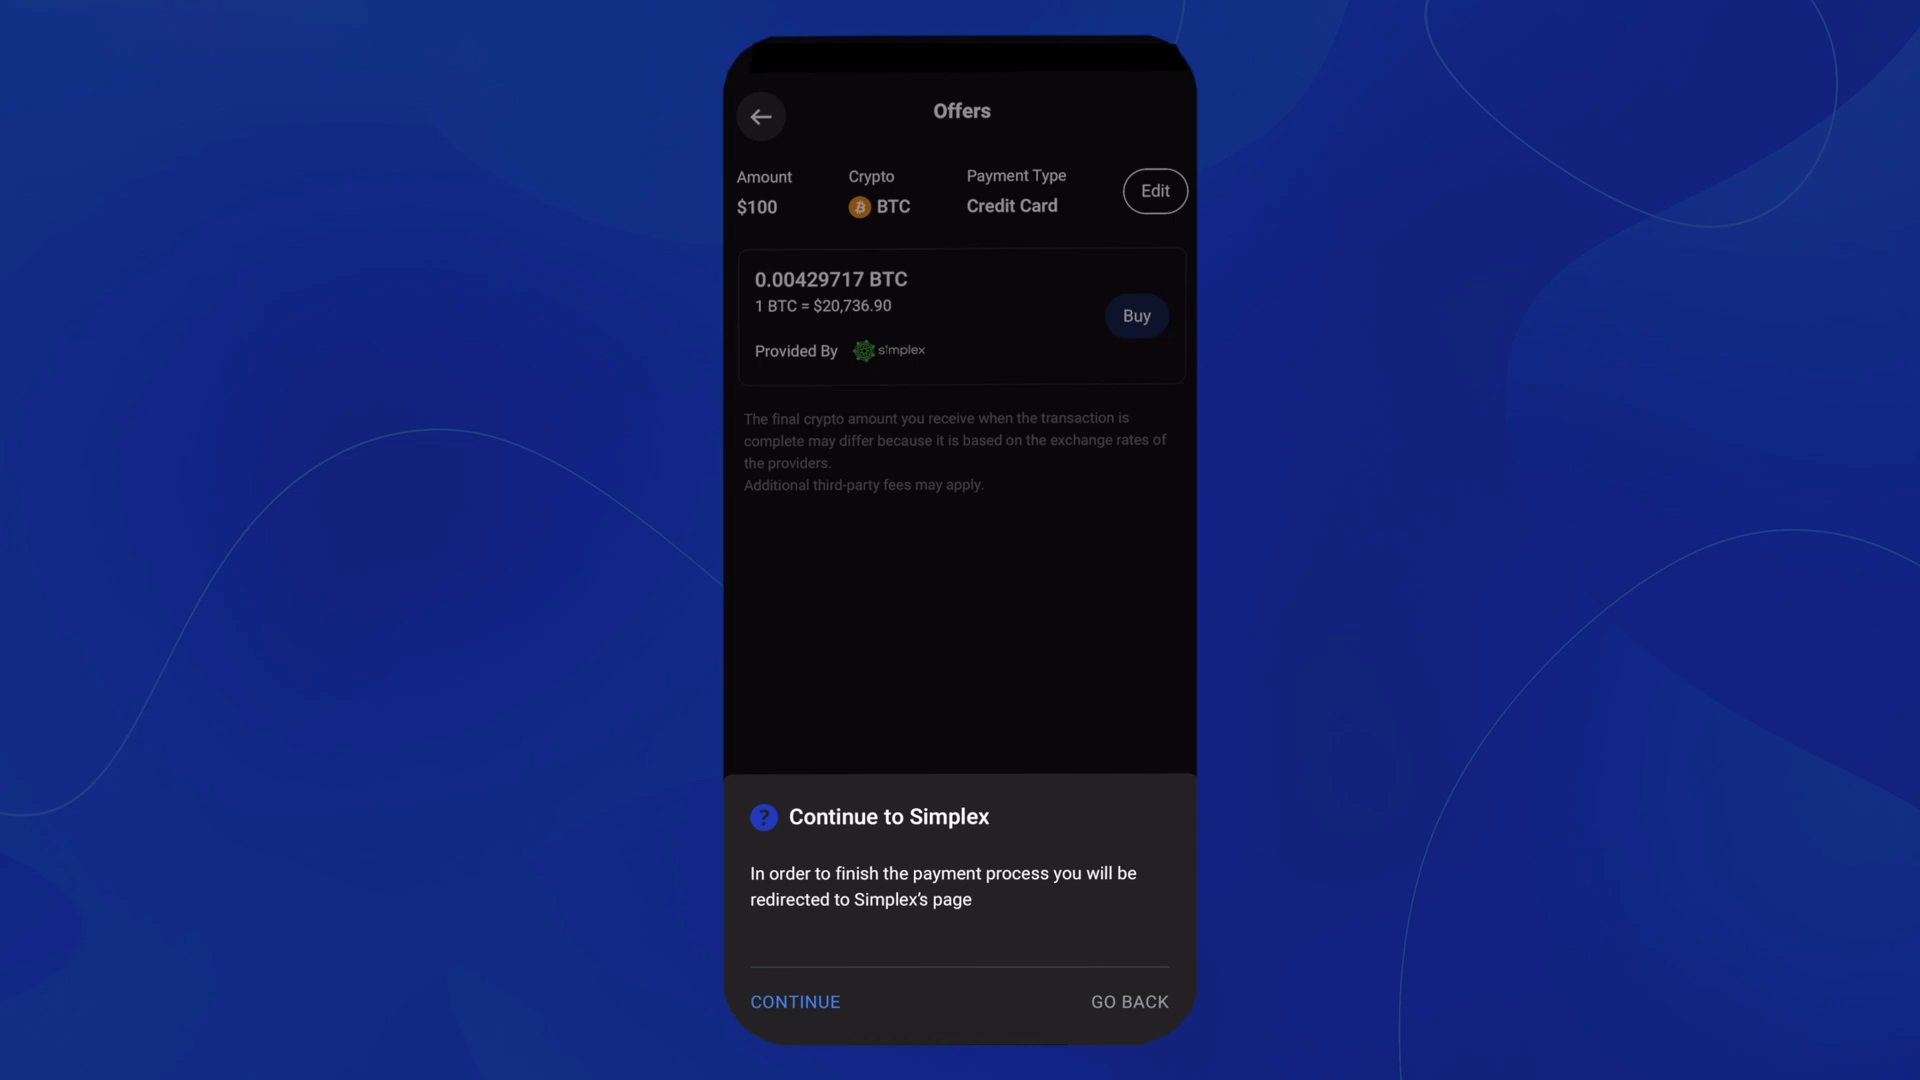 Offers
Amount Crypto Payment Type Edit
$100 BTC Credit Card
0.00429717 BTC
1 BTC = $20,736.90
Buy
Provided By simplex
The final crypto amount you receive when the transaction is
complete may differ because it is based on the exchange rates of
the providers.
Additional third-party fees may apply.
? Continue to Simplex
In order to finish the payment process you will be
redirected to Simplex's page
CONTINUE GO BACK